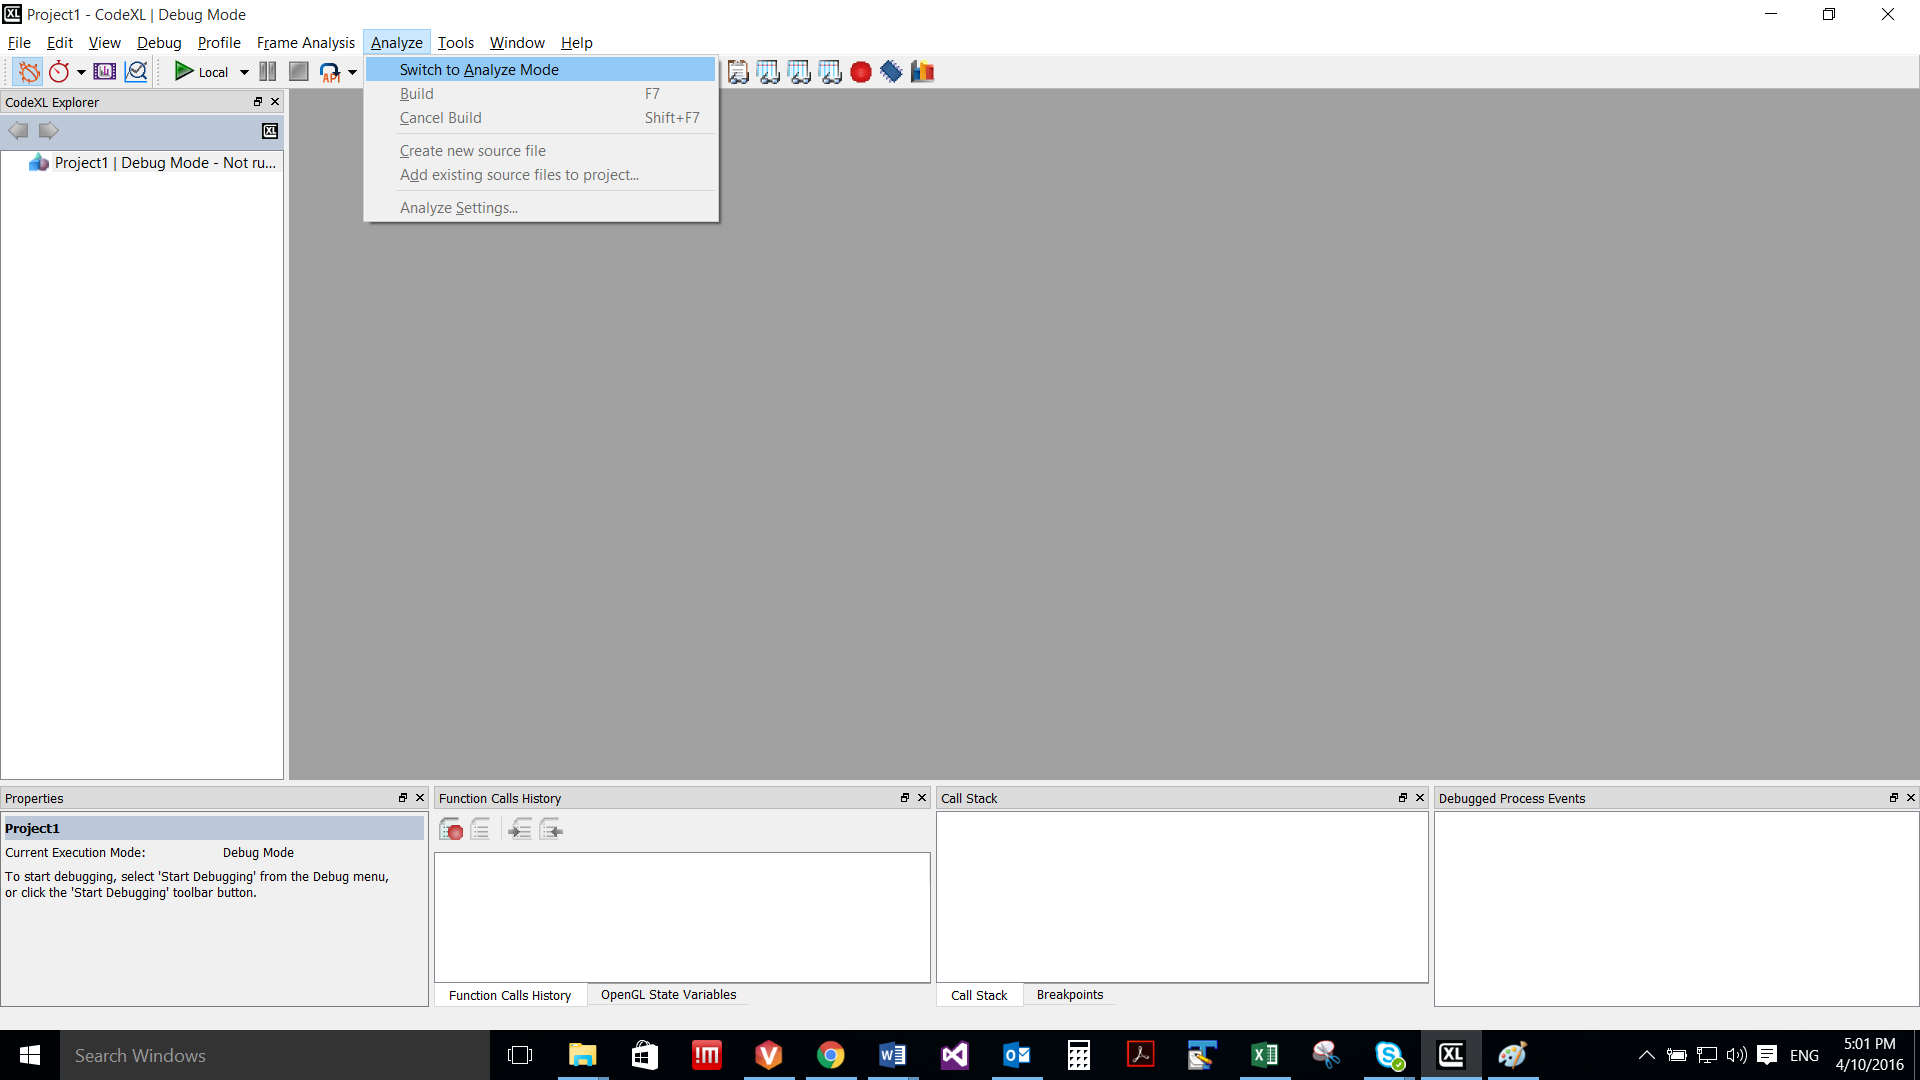 XL Project1 - CodeXL | Debug Mode
File Edit View Debug Profile Frame Analysis Analyze Tools Window Help
Local API
Switch to Analyze Mode
Build F7
Cancel Build Shift+F7
Create new source file
Add existing source files to project...
Analyze Settings...
CodeXL Explorer
XL
Project1 | Debug Mode - Not ru...
Properties
Project1
Current Execution Mode: Debug Mode
To start debugging, select 'Start Debugging' from the Debug menu,
or click the 'Start Debugging' toolbar button.
Function Calls History
Function Calls History OpenGL State Variables
Call Stack
Call Stack Breakpoints
Debugged Process Events
Search Windows
!m
XL
ENG
5:01 PM
4/10/2016